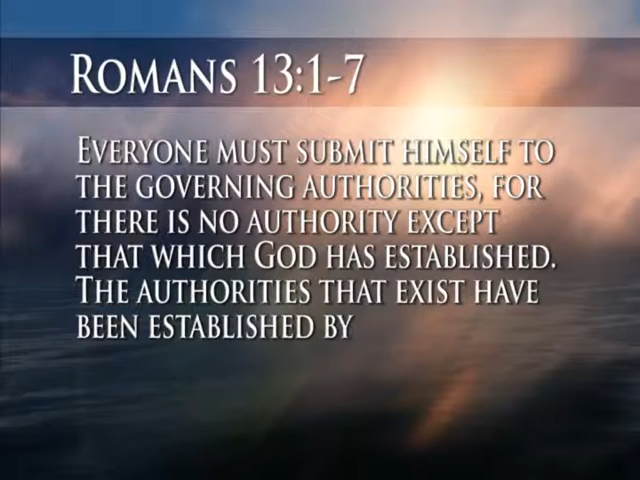 Romans 13:1-7
Everyone must submit himself to
the governing authorities, for
there is no authority except
that which God has established.
The authorities that exist have
been established by